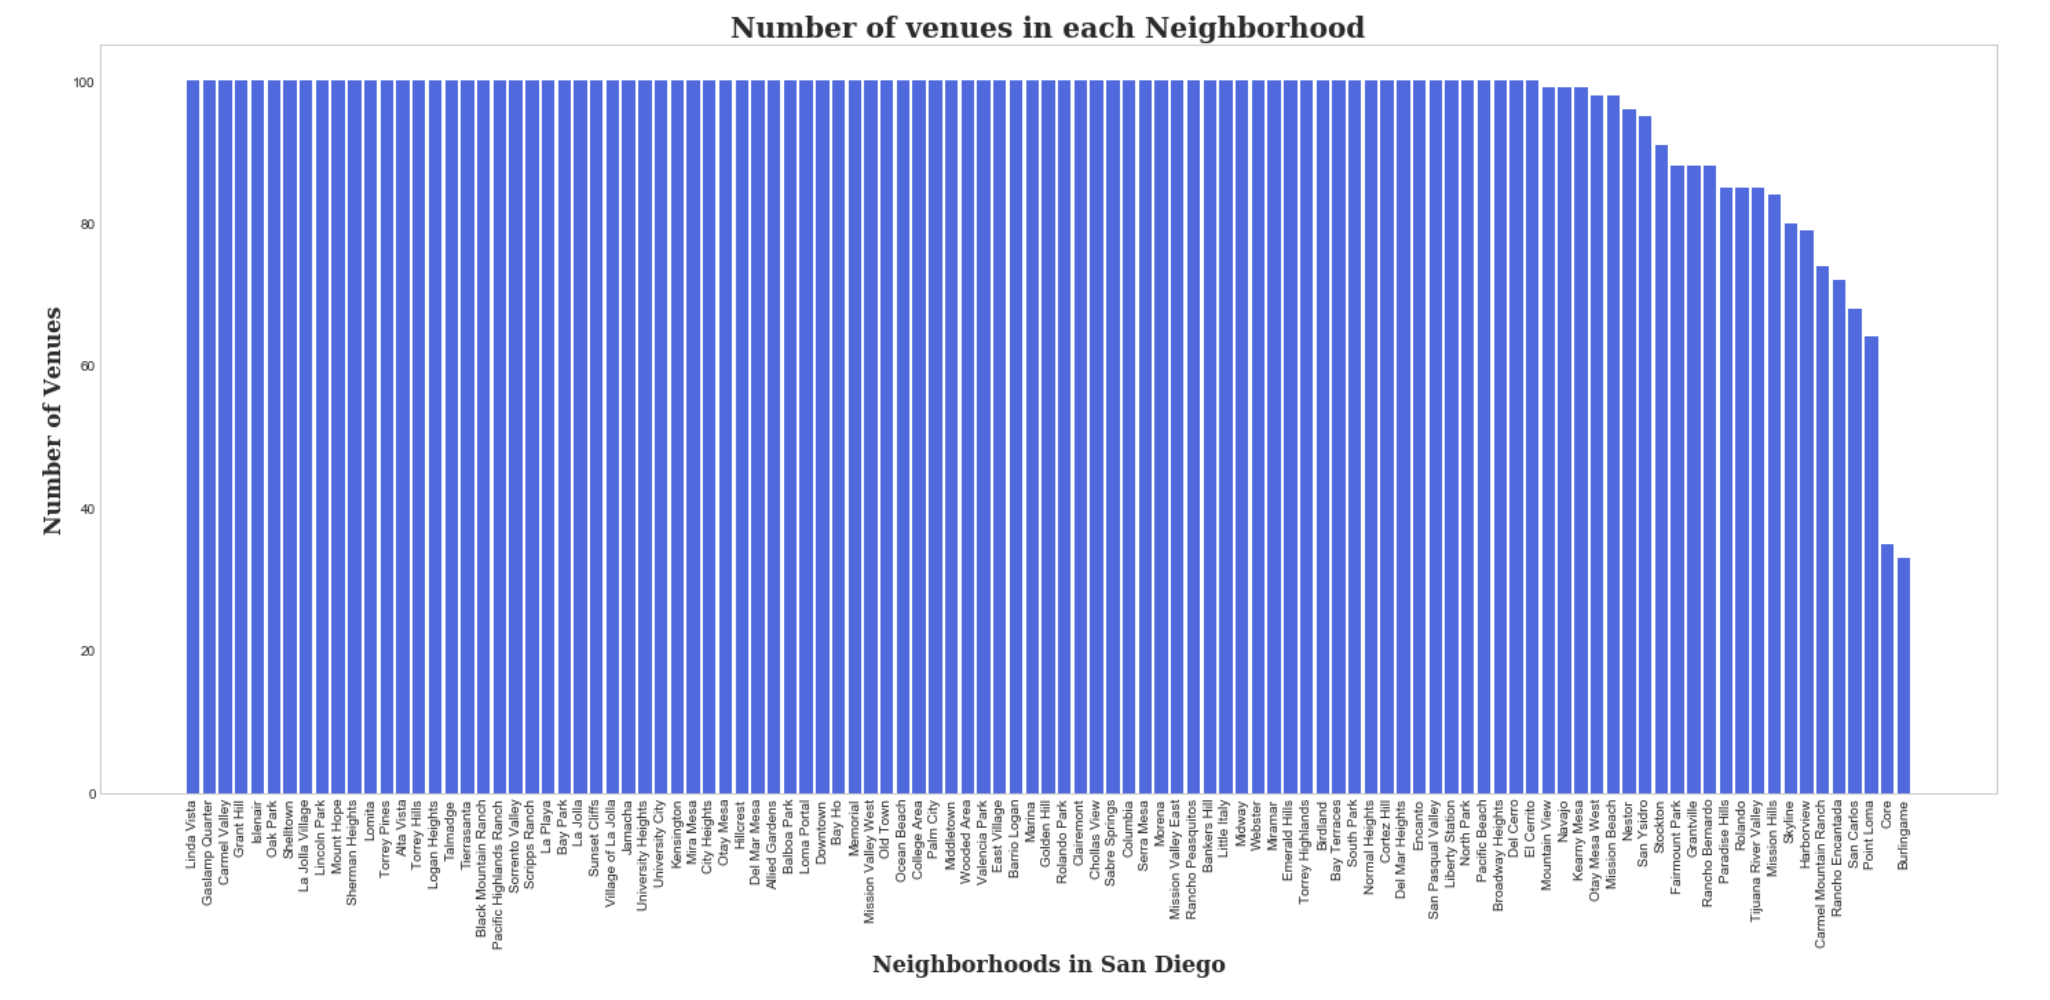 Number of venues in each Neighborhood
Number of Venues
100
80
60
40
20
0
Linda Vista
Gaslamp Quarter
Carmel Valley
Grant Hill
Islenair
Oak Park
Shelltown
La Jolla Village
Lincoln Park
Mount Hope
Sherman Heights
Lomita
Torrey Pines
Alta Vista
Torrey Hills
Logan Heights
Talmadge
Tierrasanta
Black Mountain Ranch
Pacific Highlands Ranch
Sorrento Valley
Scripps Ranch
La Playa
Bay Park
La Jolla
Sunset Cliffs
Village of La Jolla
Jamacha
University Heights
University City
Kensington
Mira Mesa
City Heights
Otay Mesa
Hillcrest
Del Mar Mesa
Allied Gardens
Balboa Park
Loma Portal
Downtown
Bay Ho
Memorial
Mission Valley West
Old Town
Ocean Beach
College Area
Palm City
Middletown
Wooded Area
Valencia Park
East Village
Barrio Logan
Marina
Golden Hill
Rolando Park
Clairemont
Chollas View
Sabre Springs
Columbia
Serra Mesa
Morena
Mission Valley East
Rancho Peasquitos
Bankers Hill
Little Italy
Midway
Webster
Miramar
Emerald Hills
Torrey Highlands
Birdland
Bay Terraces
South Park
Normal Heights
Cortez Hill
Del Mar Heights
Encanto
San Pasqual Valley
Liberty Station
North Park
Pacific Beach
Broadway Heights
Del Cerro
El Cerrito
Mountain View
Navajo
Kearny Mesa
Otay Mesa West
Mission Beach
Nestor
San Ysidro
Stockton
Fairmount Park
Grantville
Rancho Bernardo
Paradise Hills
Rolando
Tijuana River Valley
Mission Hills
Skyline
Harborview
Carmel Mountain Ranch
Rancho Encantada
San Carlos
Point Loma
Core
Burlingame
Neighborhoods in San Diego